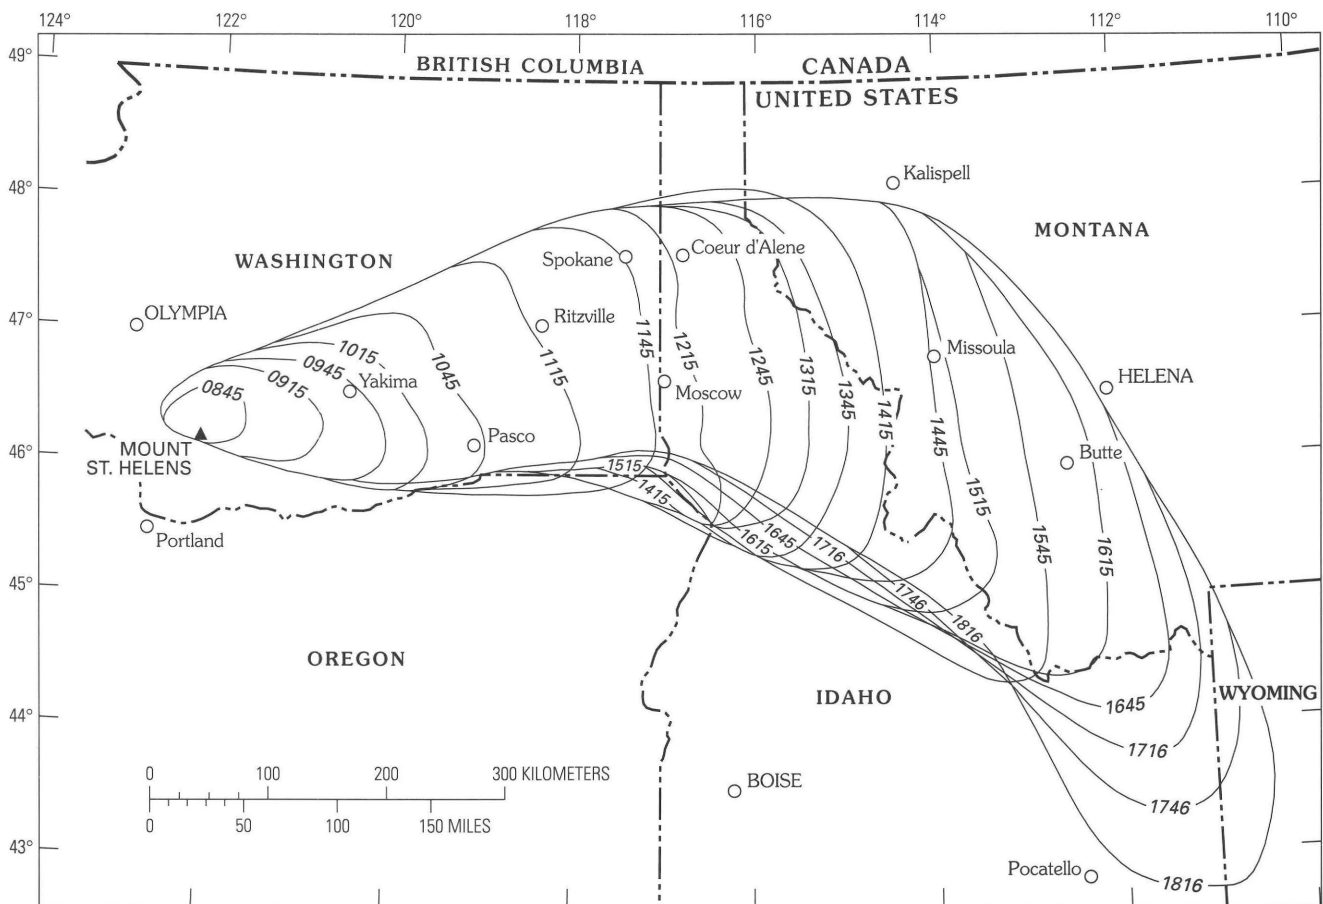 124° 122° 120° 118° 116° 114° 112° 110°
49°
BRITISH COLUMBIA
CANADA
UNITED STATES
48°
Kalispell
MONTANA
WASHINGTON
Spokane
Coeur d'Alene
47°
OLYMPIA
Ritzville
Missoula
HELENA
Yakima
Moscow
0845
0915
0945
1015
1045
1115
1145
1215
1245
1315
1345
1415
1445
1515
1545
1615
46°
MOUNT
ST. HELENS
Pasco
Butte
1515
1415
Portland
1615
1645
1716
1746
1816
45°
OREGON
IDAHO
WYOMING
44°
1645
1716
1746
1816
BOISE
43°
Pocatello
0 100 200 300 KILOMETERS
0 50 100 150 MILES